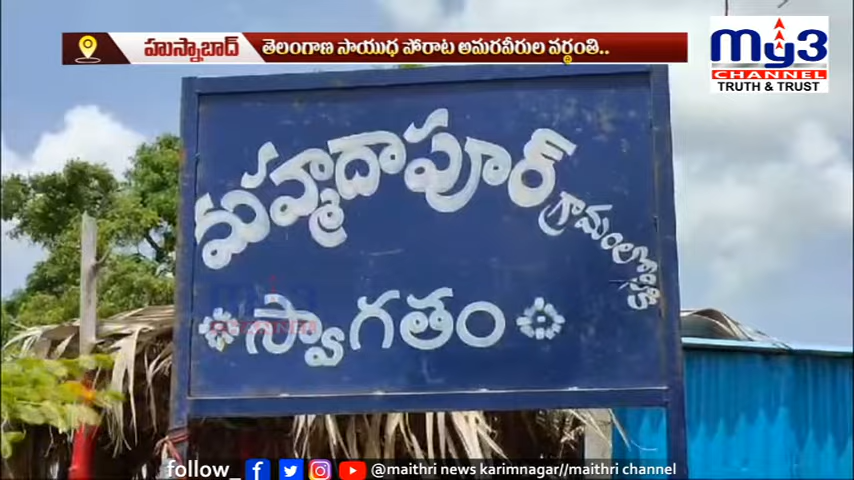 హుస్నాబాద్ తెలంగాణ సాయుధ పోరాట అమరవీరుల వర్థంతి..
my3
CHANNEL
TRUTH & TRUST
మహ్మదాపూర్ గ్రామంలోనికి
స్వాగతం
follow_ @maithri news karimnagar//maithri channel